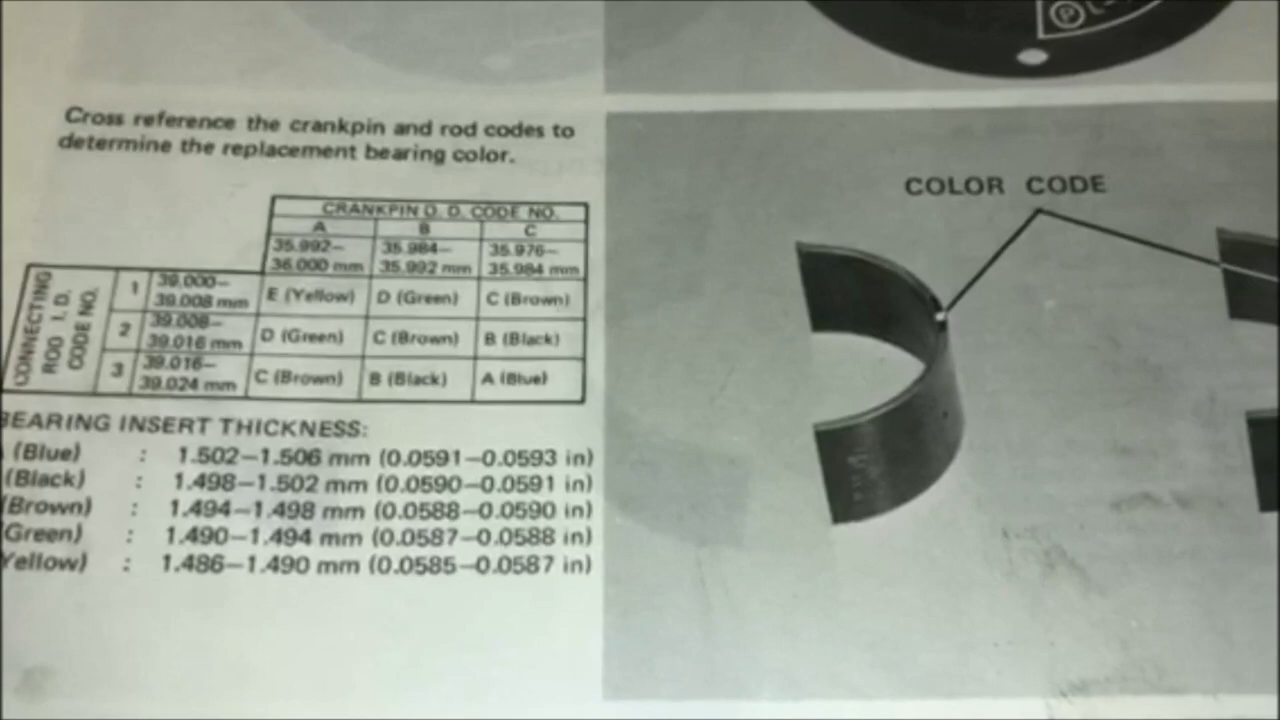 Cross reference the crankpin and rod codes to
determine the replacement bearing color.
CRANKPIN O. D. CODE NO.
A B C
35.992– 35.984– 35.976–
36.000 mm 35.992 mm 35.984 mm
CONNECTING
ROD I. D.
CODE NO.
1 39.000– E (Yellow) D (Green) C (Brown)
39.008 mm
2 39.008– D (Green) C (Brown) B (Black)
39.016 mm
3 39.016– C (Brown) B (Black) A (Blue)
39.024 mm
BEARING INSERT THICKNESS:
(Blue) : 1.502–1.506 mm (0.0591–0.0593 in)
(Black) : 1.498–1.502 mm (0.0590–0.0591 in)
(Brown) : 1.494–1.498 mm (0.0588–0.0590 in)
(Green) : 1.490–1.494 mm (0.0587–0.0588 in)
Yellow) : 1.486–1.490 mm (0.0585–0.0587 in)
P L
COLOR CODE